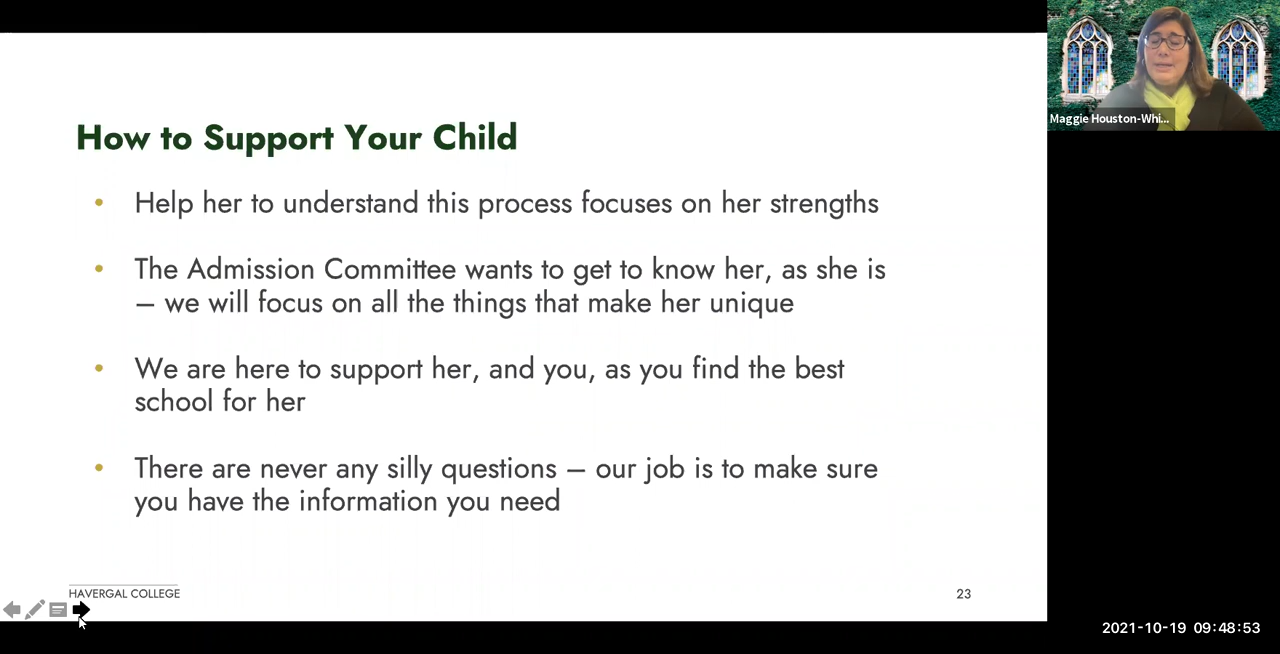 How to Support Your Child
• Help her to understand this process focuses on her strengths
• The Admission Committee wants to get to know her, as she is
– we will focus on all the things that make her unique
• We are here to support her, and you, as you find the best
school for her
• There are never any silly questions – our job is to make sure
you have the information you need
HAVERGAL COLLEGE
23
Maggie Houston-Whi...
2021-10-19 09:48:53